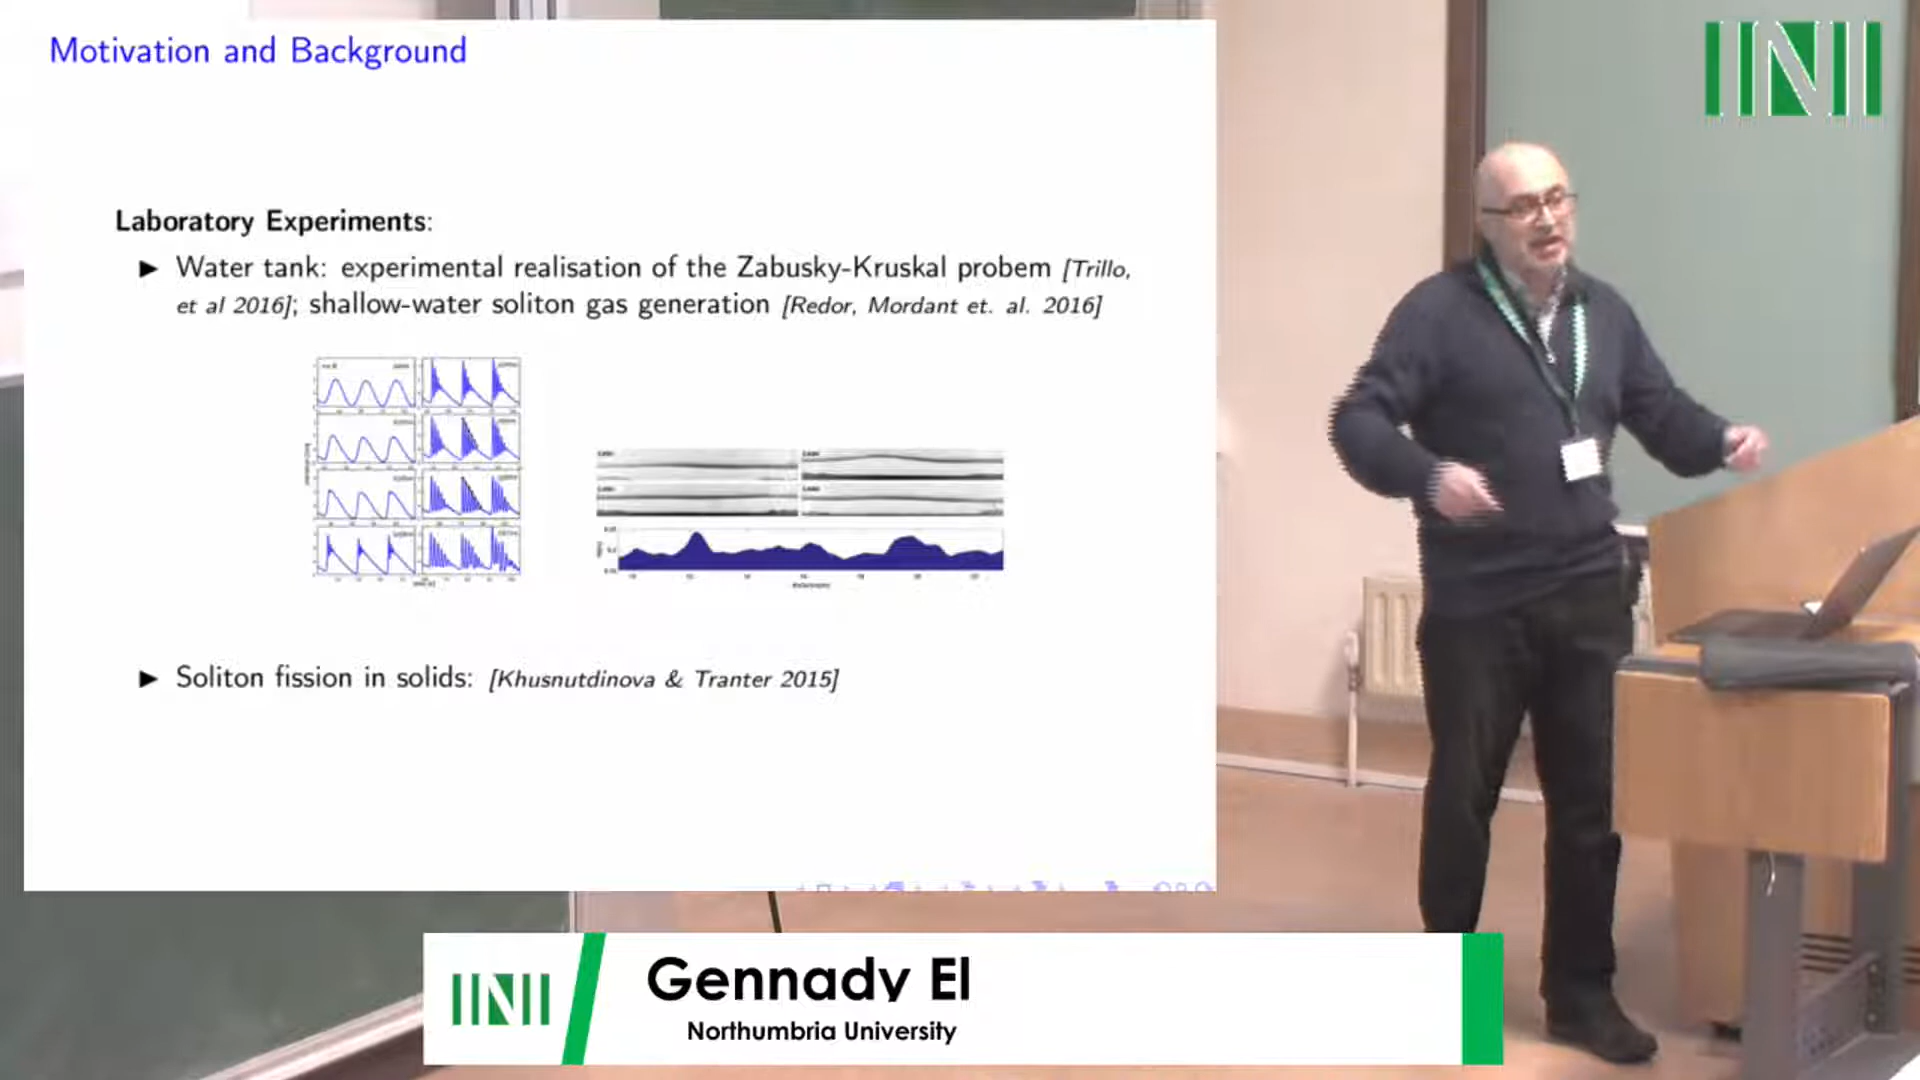 Motivation and Background
Laboratory Experiments:
▶ Water tank: experimental realisation of the Zabusky-Kruskal probem [Trillo,
et al 2016]; shallow-water soliton gas generation [Redor, Mordant et. al. 2016]
▶ Soliton fission in solids: [Khusnutdinova & Tranter 2015]
INI
INI
Gennady El
Northumbria University